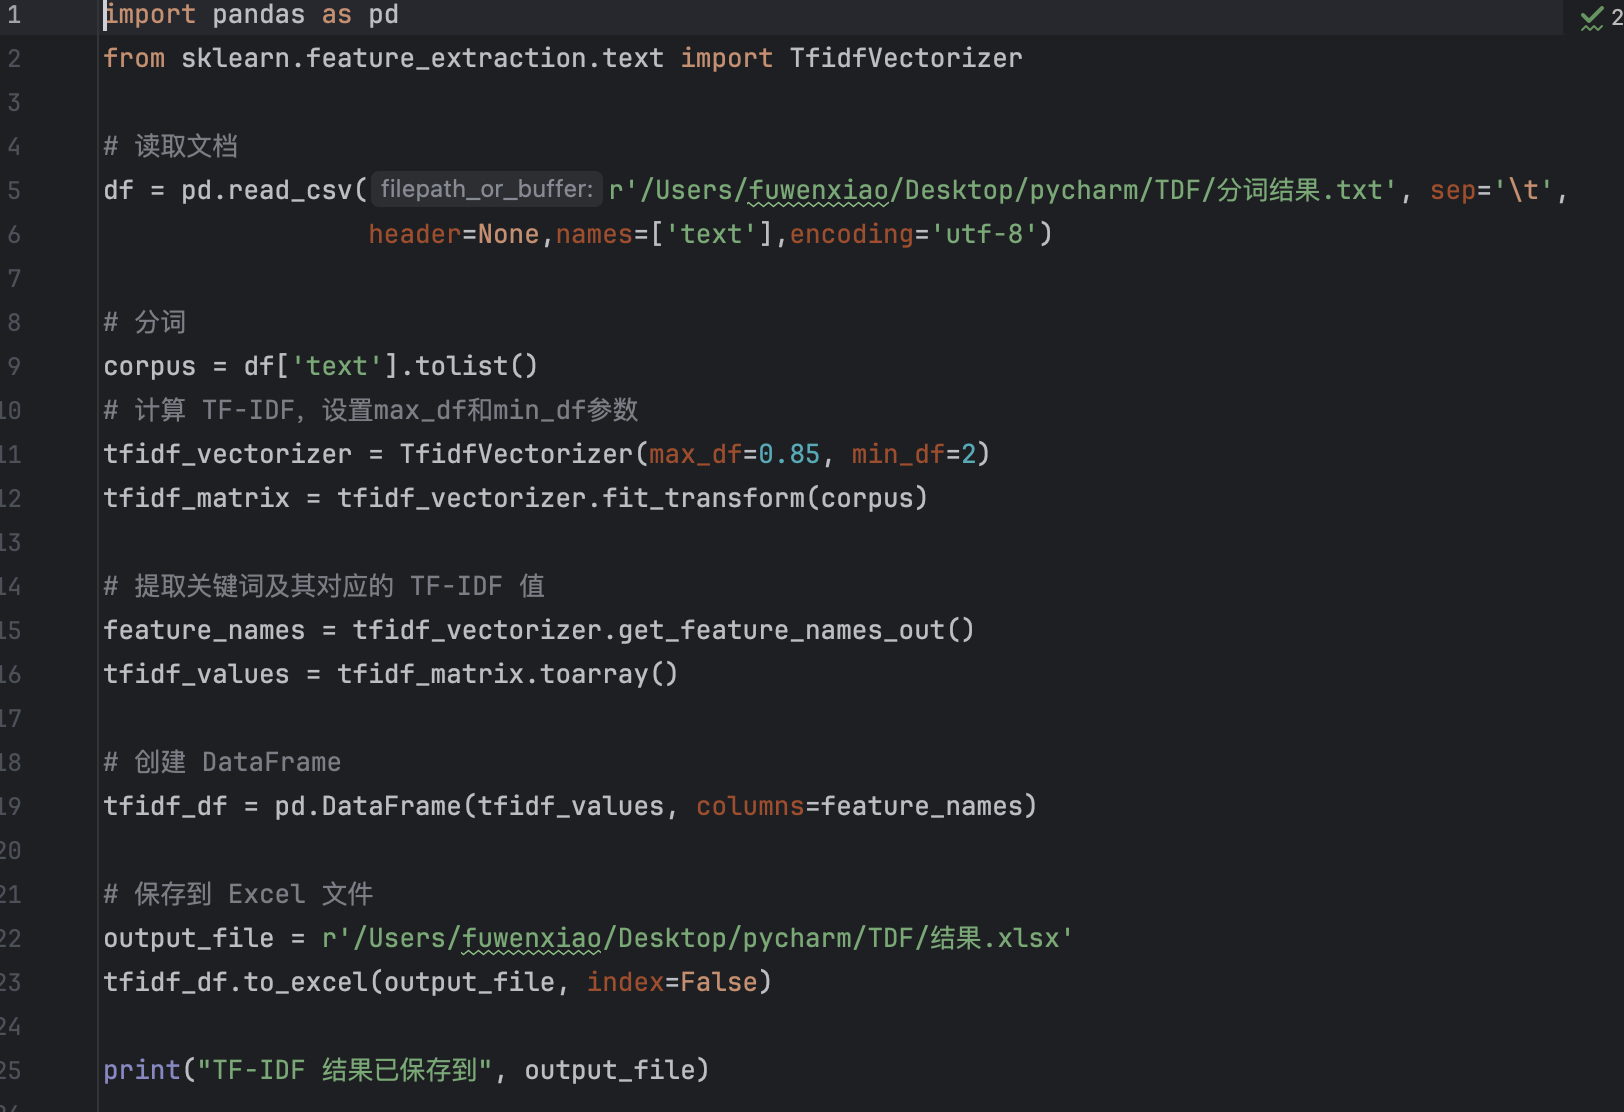 1 import pandas as pd
2 from sklearn.feature_extraction.text import TfidfVectorizer
3
4 # 读取文档
5 df = pd.read_csv( filepath_or_buffer: r'/Users/fuwenxiao/Desktop/pycharm/TDF/分词结果.txt', sep='\t',
6 header=None,names=['text'],encoding='utf-8')
7
8 # 分词
9 corpus = df['text'].tolist()
10 # 计算 TF-IDF，设置max_df和min_df参数
11 tfidf_vectorizer = TfidfVectorizer(max_df=0.85, min_df=2)
12 tfidf_matrix = tfidf_vectorizer.fit_transform(corpus)
13
14 # 提取关键词及其对应的 TF-IDF 值
15 feature_names = tfidf_vectorizer.get_feature_names_out()
16 tfidf_values = tfidf_matrix.toarray()
17
18 # 创建 DataFrame
19 tfidf_df = pd.DataFrame(tfidf_values, columns=feature_names)
20
21 # 保存到 Excel 文件
22 output_file = r'/Users/fuwenxiao/Desktop/pycharm/TDF/结果.xlsx'
23 tfidf_df.to_excel(output_file, index=False)
24
25 print("TF-IDF 结果已保存到", output_file)